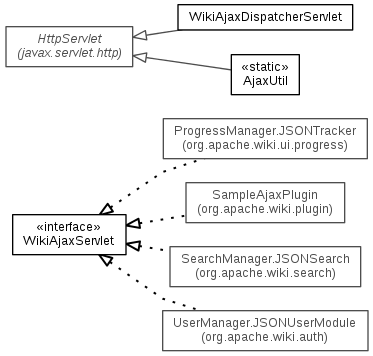 WikiAjaxDispatcherServlet
HttpServlet
(javax.servlet.http)
«static»
AjaxUtil
ProgressManager.JSONTracker
(org.apache.wiki.ui.progress)
SampleAjaxPlugin
(org.apache.wiki.plugin)
«interface»
WikiAjaxServlet
SearchManager.JSONSearch
(org.apache.wiki.search)
UserManager.JSONUserModule
(org.apache.wiki.auth)